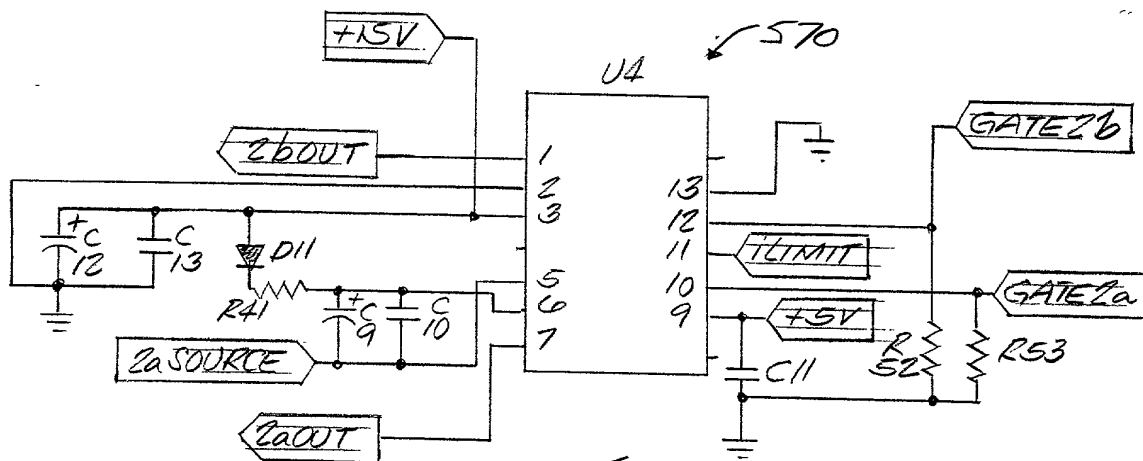 +15V
570
U4
2bOUT
GATE2b
1
2
3
5
6
7
13
12
11
10
9
+
C
12
C
13
D11
R41
+
C
9
C
10
iLIMIT
GATE2a
+5V
2aSOURCE
C11
R
52
R53
2aOUT